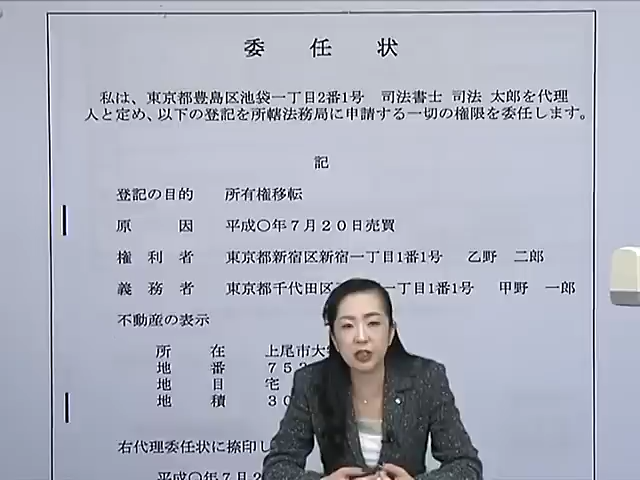 委任状
私は、東京都豊島区池袋一丁目2番1号 司法書士 司法 太郎を代理
人と定め、以下の登記を所轄法務局に申請する一切の権限を委任します。
記
登記の目的 所有権移転
原因 平成〇年7月20日売買
権利者 東京都新宿区新宿一丁目1番1号 乙野 二郎
義務者 東京都千代田区 一丁目1番1号 甲野 一郎
不動産の表示
所在 上尾市大
地番 752
地目 宅
地積 30
右代理委任状に捺印し
平成〇年7月2